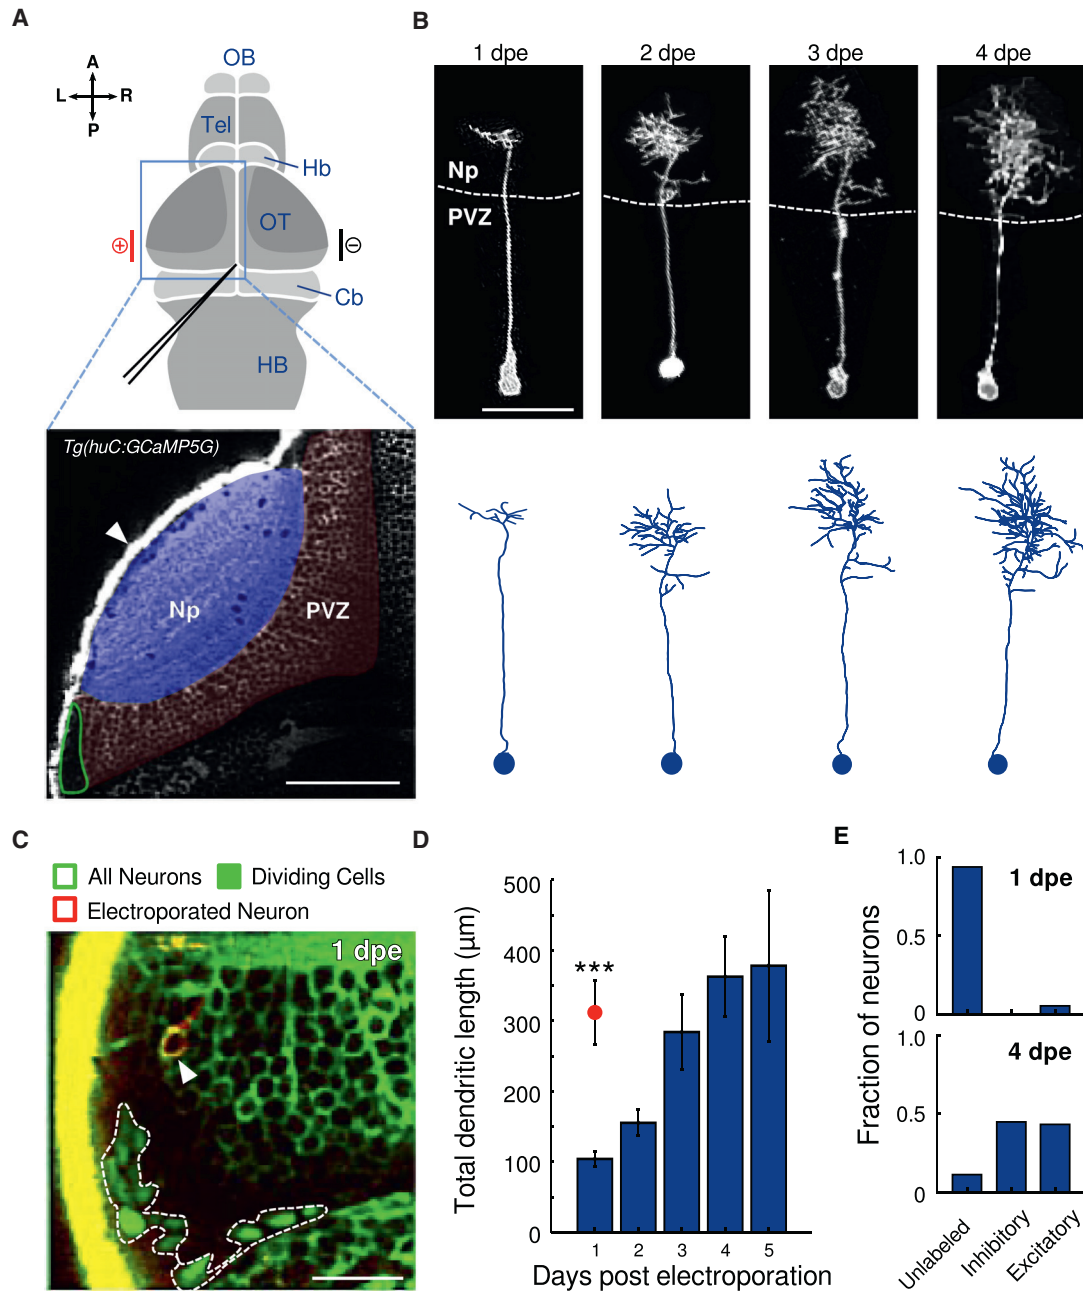 A
A
L
R
P
OB
Tel
Hb
OT
⊕
⊖
Cb
HB
Tg(huC:GCaMP5G)
Np
PVZ
B
1 dpe
2 dpe
3 dpe
4 dpe
Np
PVZ
C
All Neurons
Dividing Cells
Electroporated Neuron
1 dpe
D
Total dendritic length (µm)
500
400
300
200
100
0
***
1
2
3
4
5
Days post electroporation
E
Fraction of neurons
1.0
0.5
0
1 dpe
1.0
0.5
0
4 dpe
Unlabeled
Inhibitory
Excitatory